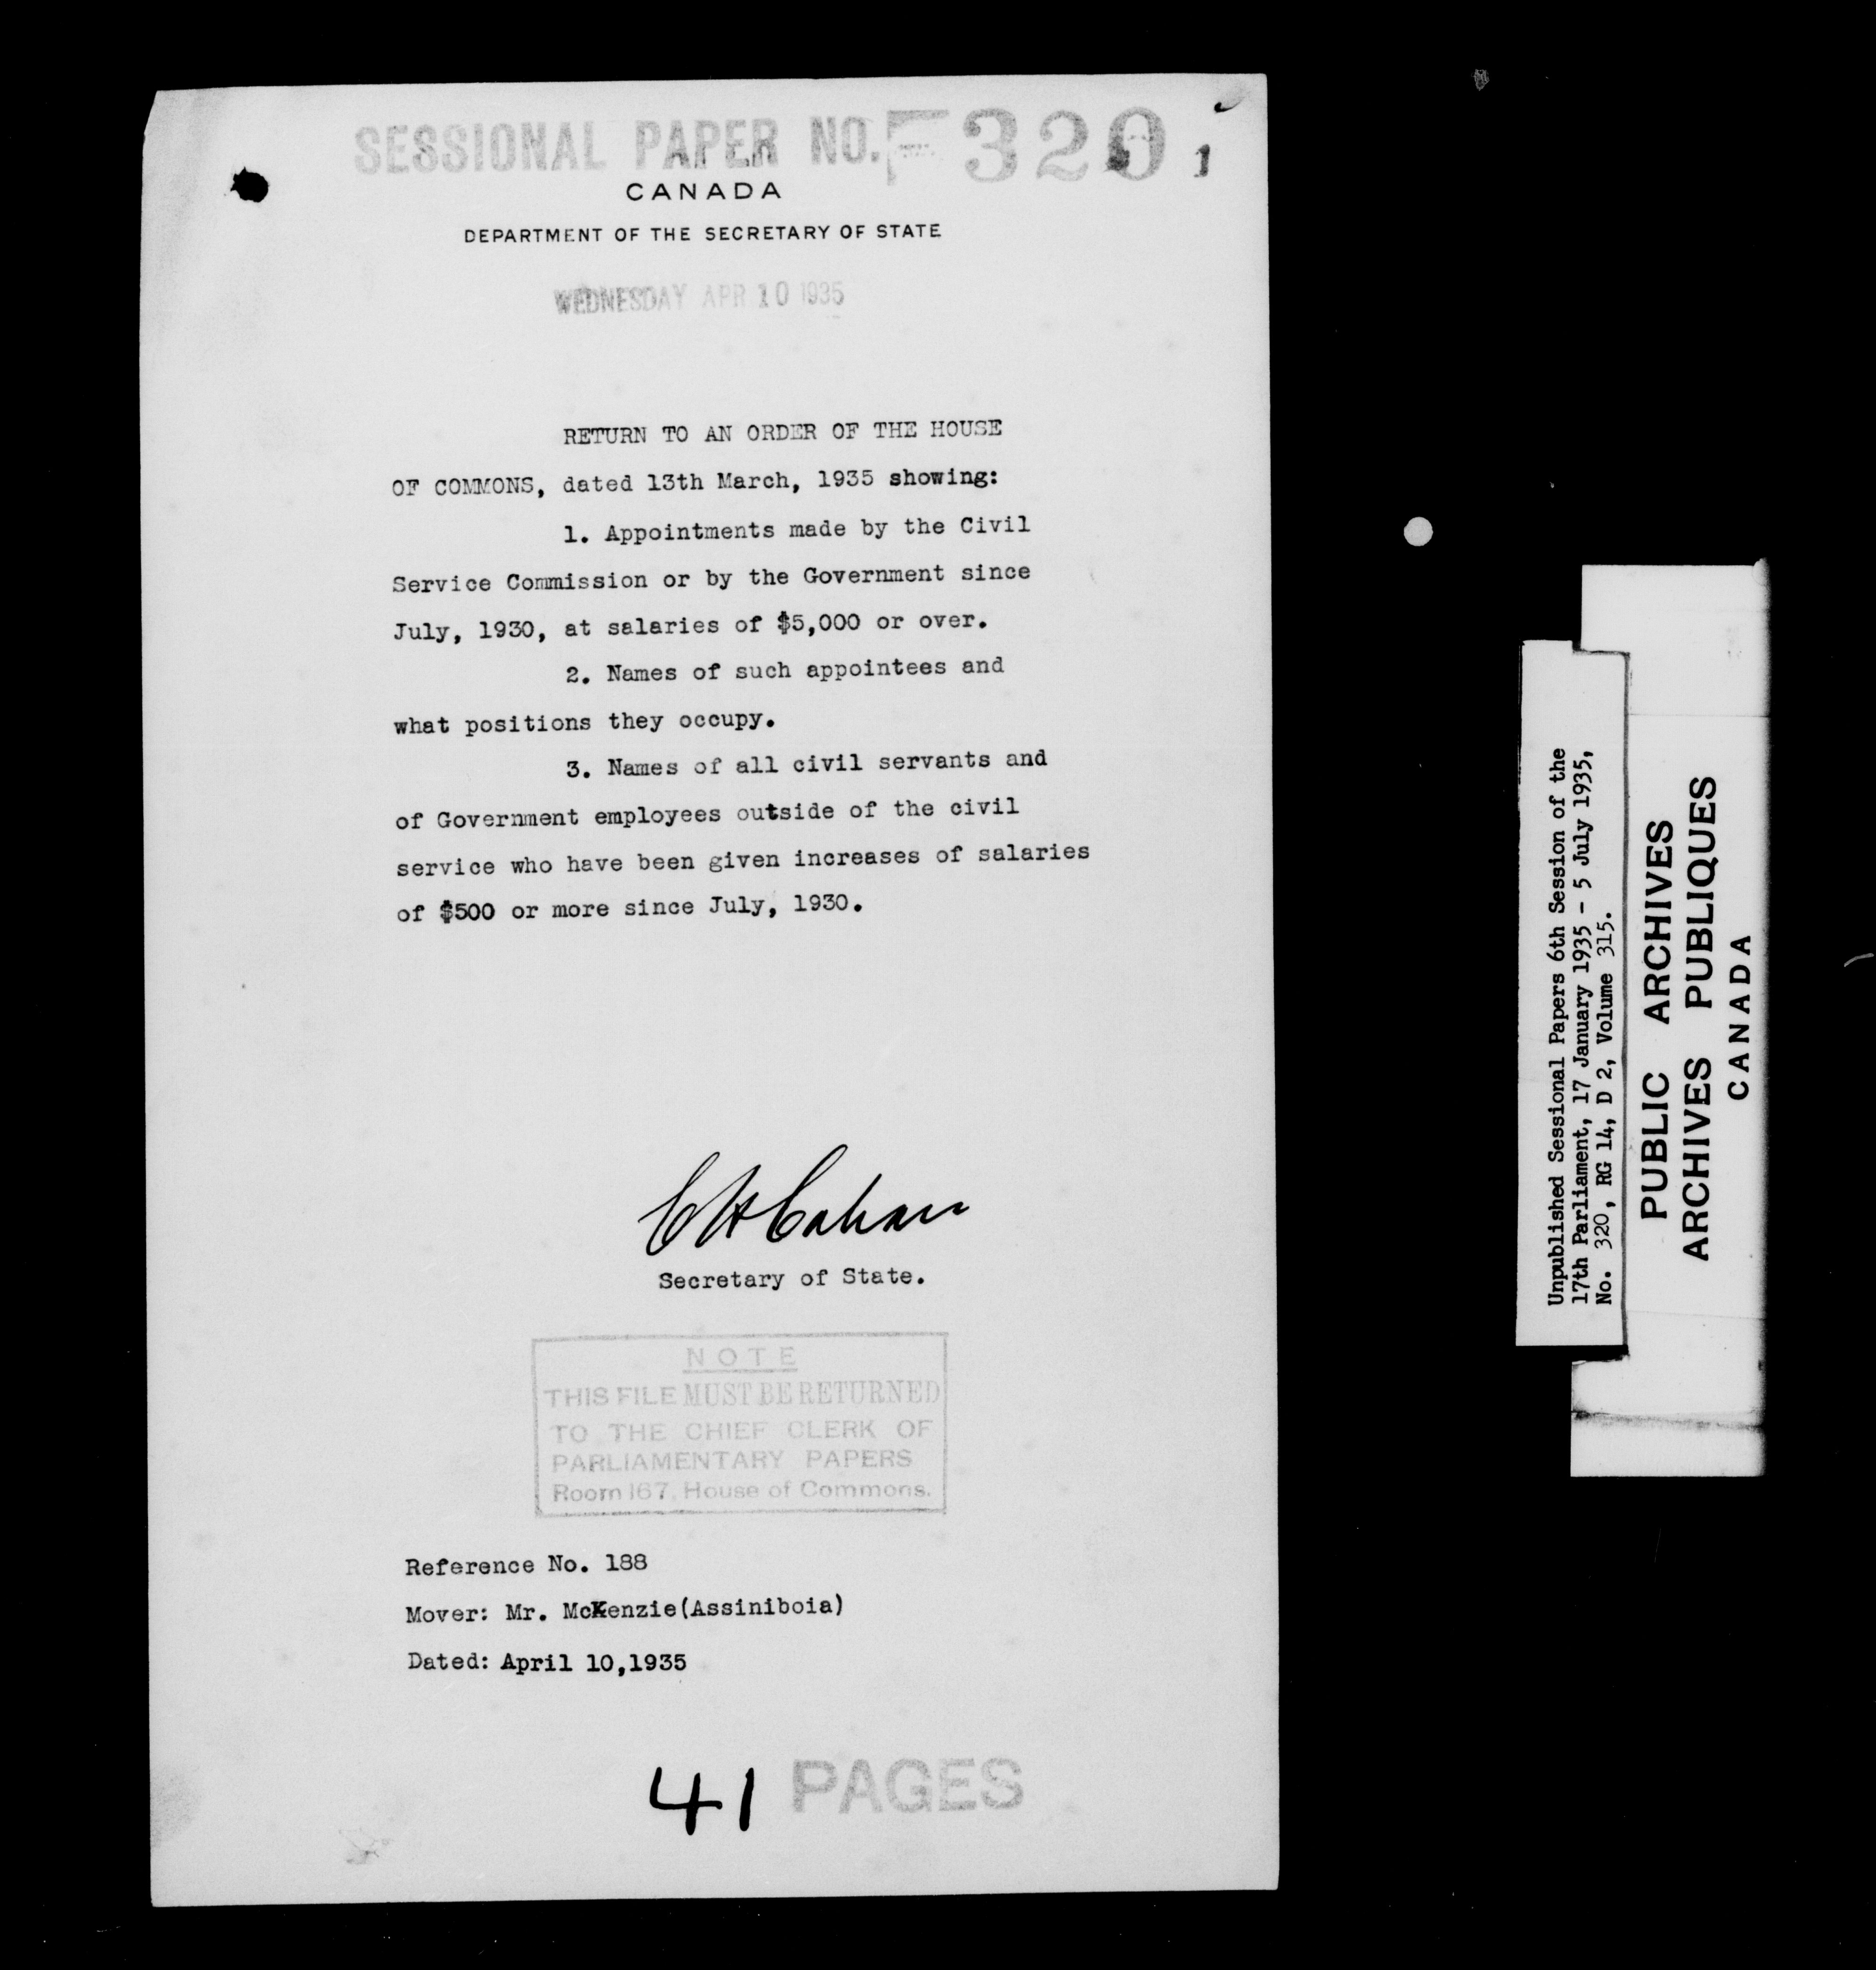 SESSIONAL PAPER NO. 320
1
CANADA
DEPARTMENT OF THE SECRETARY OF STATE
WEDNESDAY APR 10 1935
RETURN TO AN ORDER OF THE HOUSE
OF COMMONS, dated 13th March, 1935 showing:
1. Appointments made by the Civil
Service Commission or by the Government since
July, 1930, at salaries of $5,000 or over.
2. Names of such appointees and
what positions they occupy.
3. Names of all civil servants and
of Government employees outside of the civil
service who have been given increases of salaries
of $500 or more since July, 1930.
C H Cahan
Secretary of State.
NOTE
THIS FILE MUST BE RETURNED
TO THE CHIEF CLERK OF
PARLIAMENTARY PAPERS
Room 167, House of Commons.
Reference No. 188
Mover: Mr. McKenzie(Assiniboia)
Dated: April 10,1935
41 PAGES
Unpublished Sessional Papers 6th Session of the
17th Parliament, 17 January 1935 - 5 July 1935,
No. 320, RG 14, D 2, Volume 315.
PUBLIC ARCHIVES
ARCHIVES PUBLIQUES
CANADA